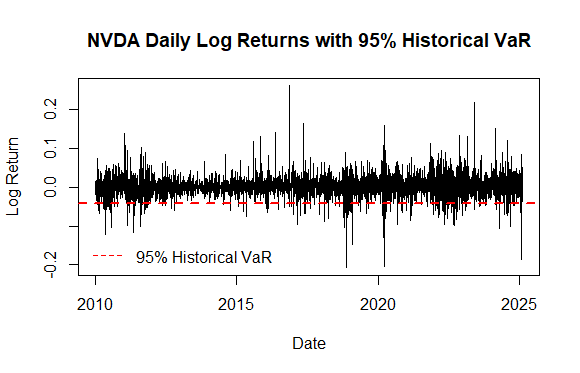 NVDA Daily Log Returns with 95% Historical VaR
Log Return
0.2
0.1
0.0
-0.2
95% Historical VaR
2010
2015
2020
2025
Date